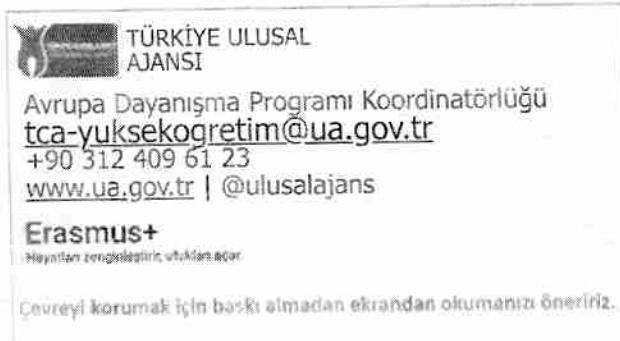 TÜRKİYE ULUSAL
AJANSI
Avrupa Dayanışma Programı Koordinatörlüğü
tca-yuksekogretim@ua.gov.tr
+90 312 409 61 23
www.ua.gov.tr | @ulusalajans
Erasmus+
Hayatları zenginleştirir, ufukları açar.
Çevreyi korumak için baskı almadan ekrandan okumanızı öneririz.